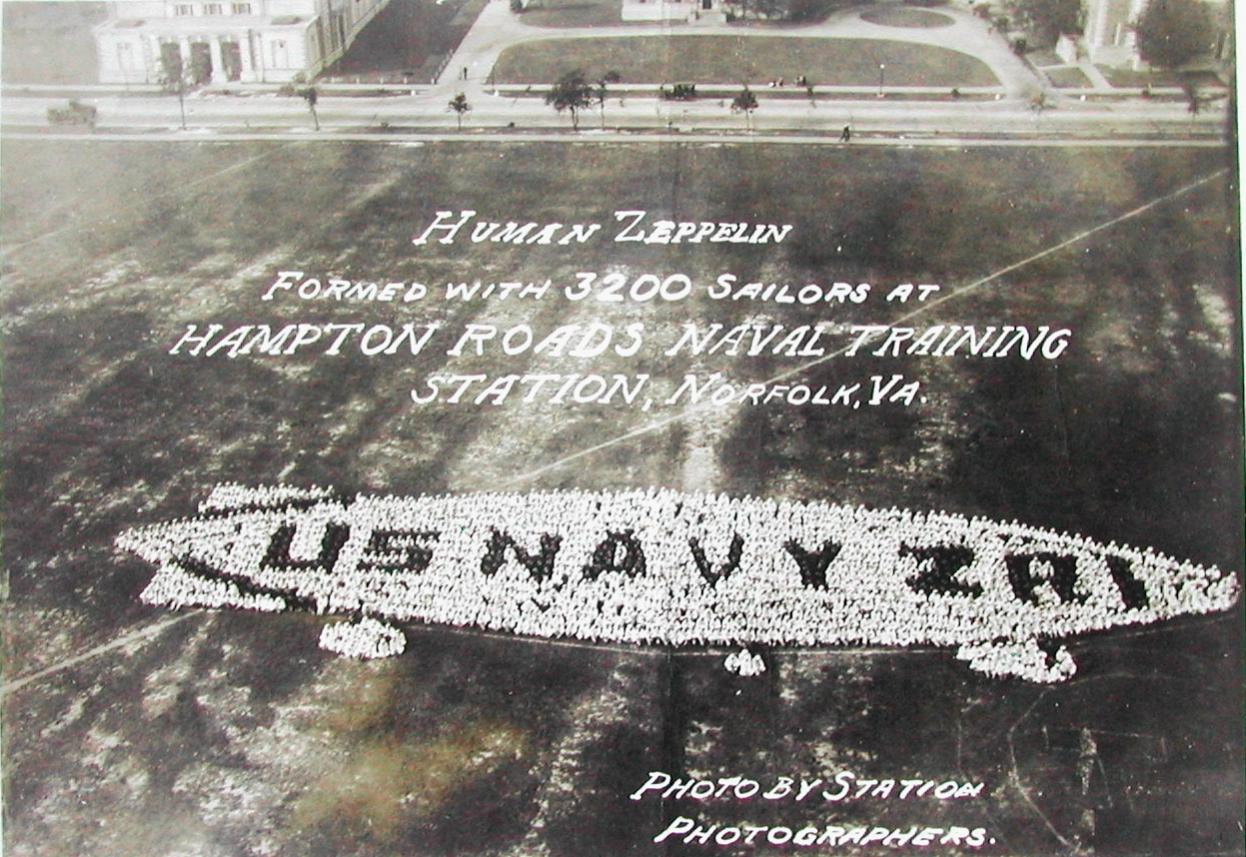 Human Zeppelin
Formed with 3200 Sailors at
HAMPTON ROADS NAVAL TRAINING
STATION, Norfolk, Va.
US NAVY ZR1
Photo by Station
Photographers.